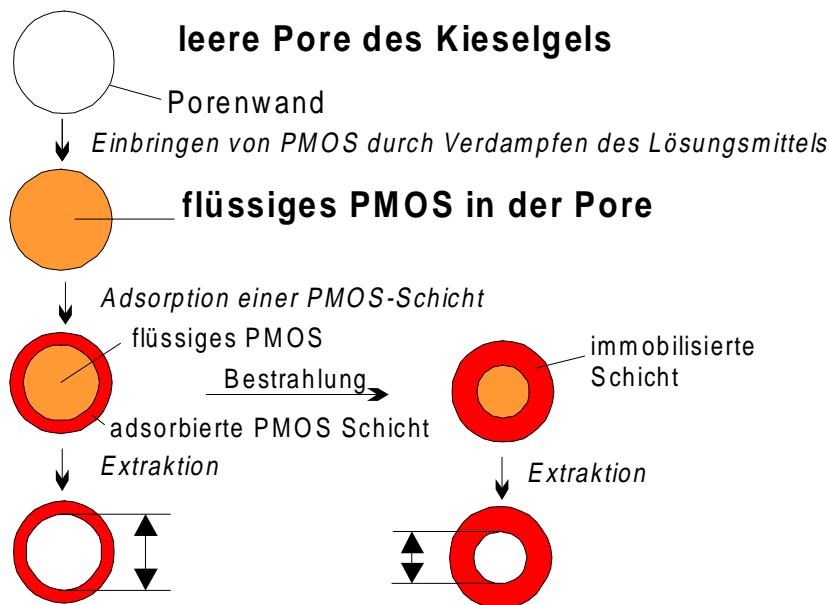 leere Pore des Kieselgels
Porenwand
Einbringen von PMOS durch Verdampfen des Lösungsmittels
flüssiges PMOS in der Pore
Adsorption einer PMOS-Schicht
flüssiges PMOS
immobilisierte
Schicht
Bestrahlung
adsorbierte PMOS Schicht
Extraktion
Extraktion